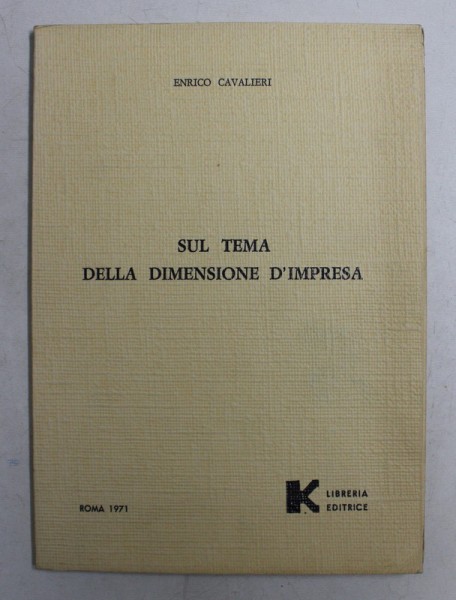 ENRICO CAVALIERI
SUL TEMA
DELLA DIMENSIONE D'IMPRESA
ROMA 1971
K LIBRERIA
EDITRICE